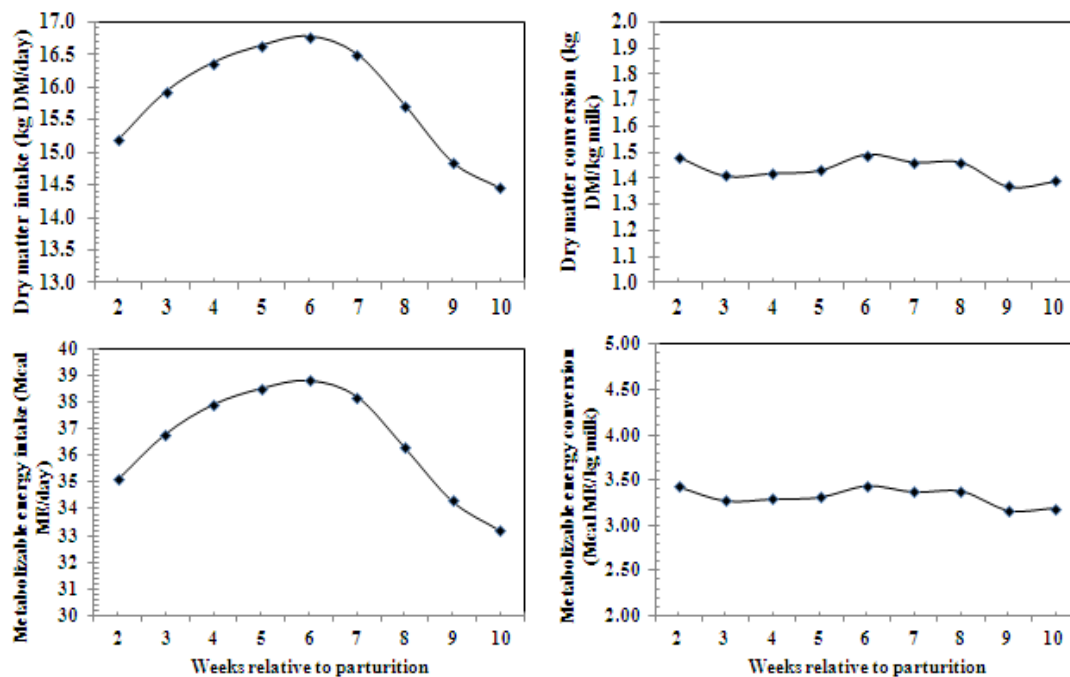 Dry matter intake (kg DM/day)
17.0
16.5
16.0
15.5
15.0
14.5
14.0
13.5
13.0
2 3 4 5 6 7 8 9 10
Dry matter conversion (kg
DM/kg milk)
2.0
1.9
1.8
1.7
1.6
1.5
1.4
1.3
1.2
1.1
1.0
2 3 4 5 6 7 8 9 10
Metabolizable energy intake (Mcal
ME/day)
40
39
38
37
36
35
34
33
32
31
30
2 3 4 5 6 7 8 9 10
Weeks relative to parturition
Metabolizable energy conversion
(Mcal ME/kg milk)
5.00
4.50
4.00
3.50
3.00
2.50
2.00
2 3 4 5 6 7 8 9 10
Weeks relative to parturition